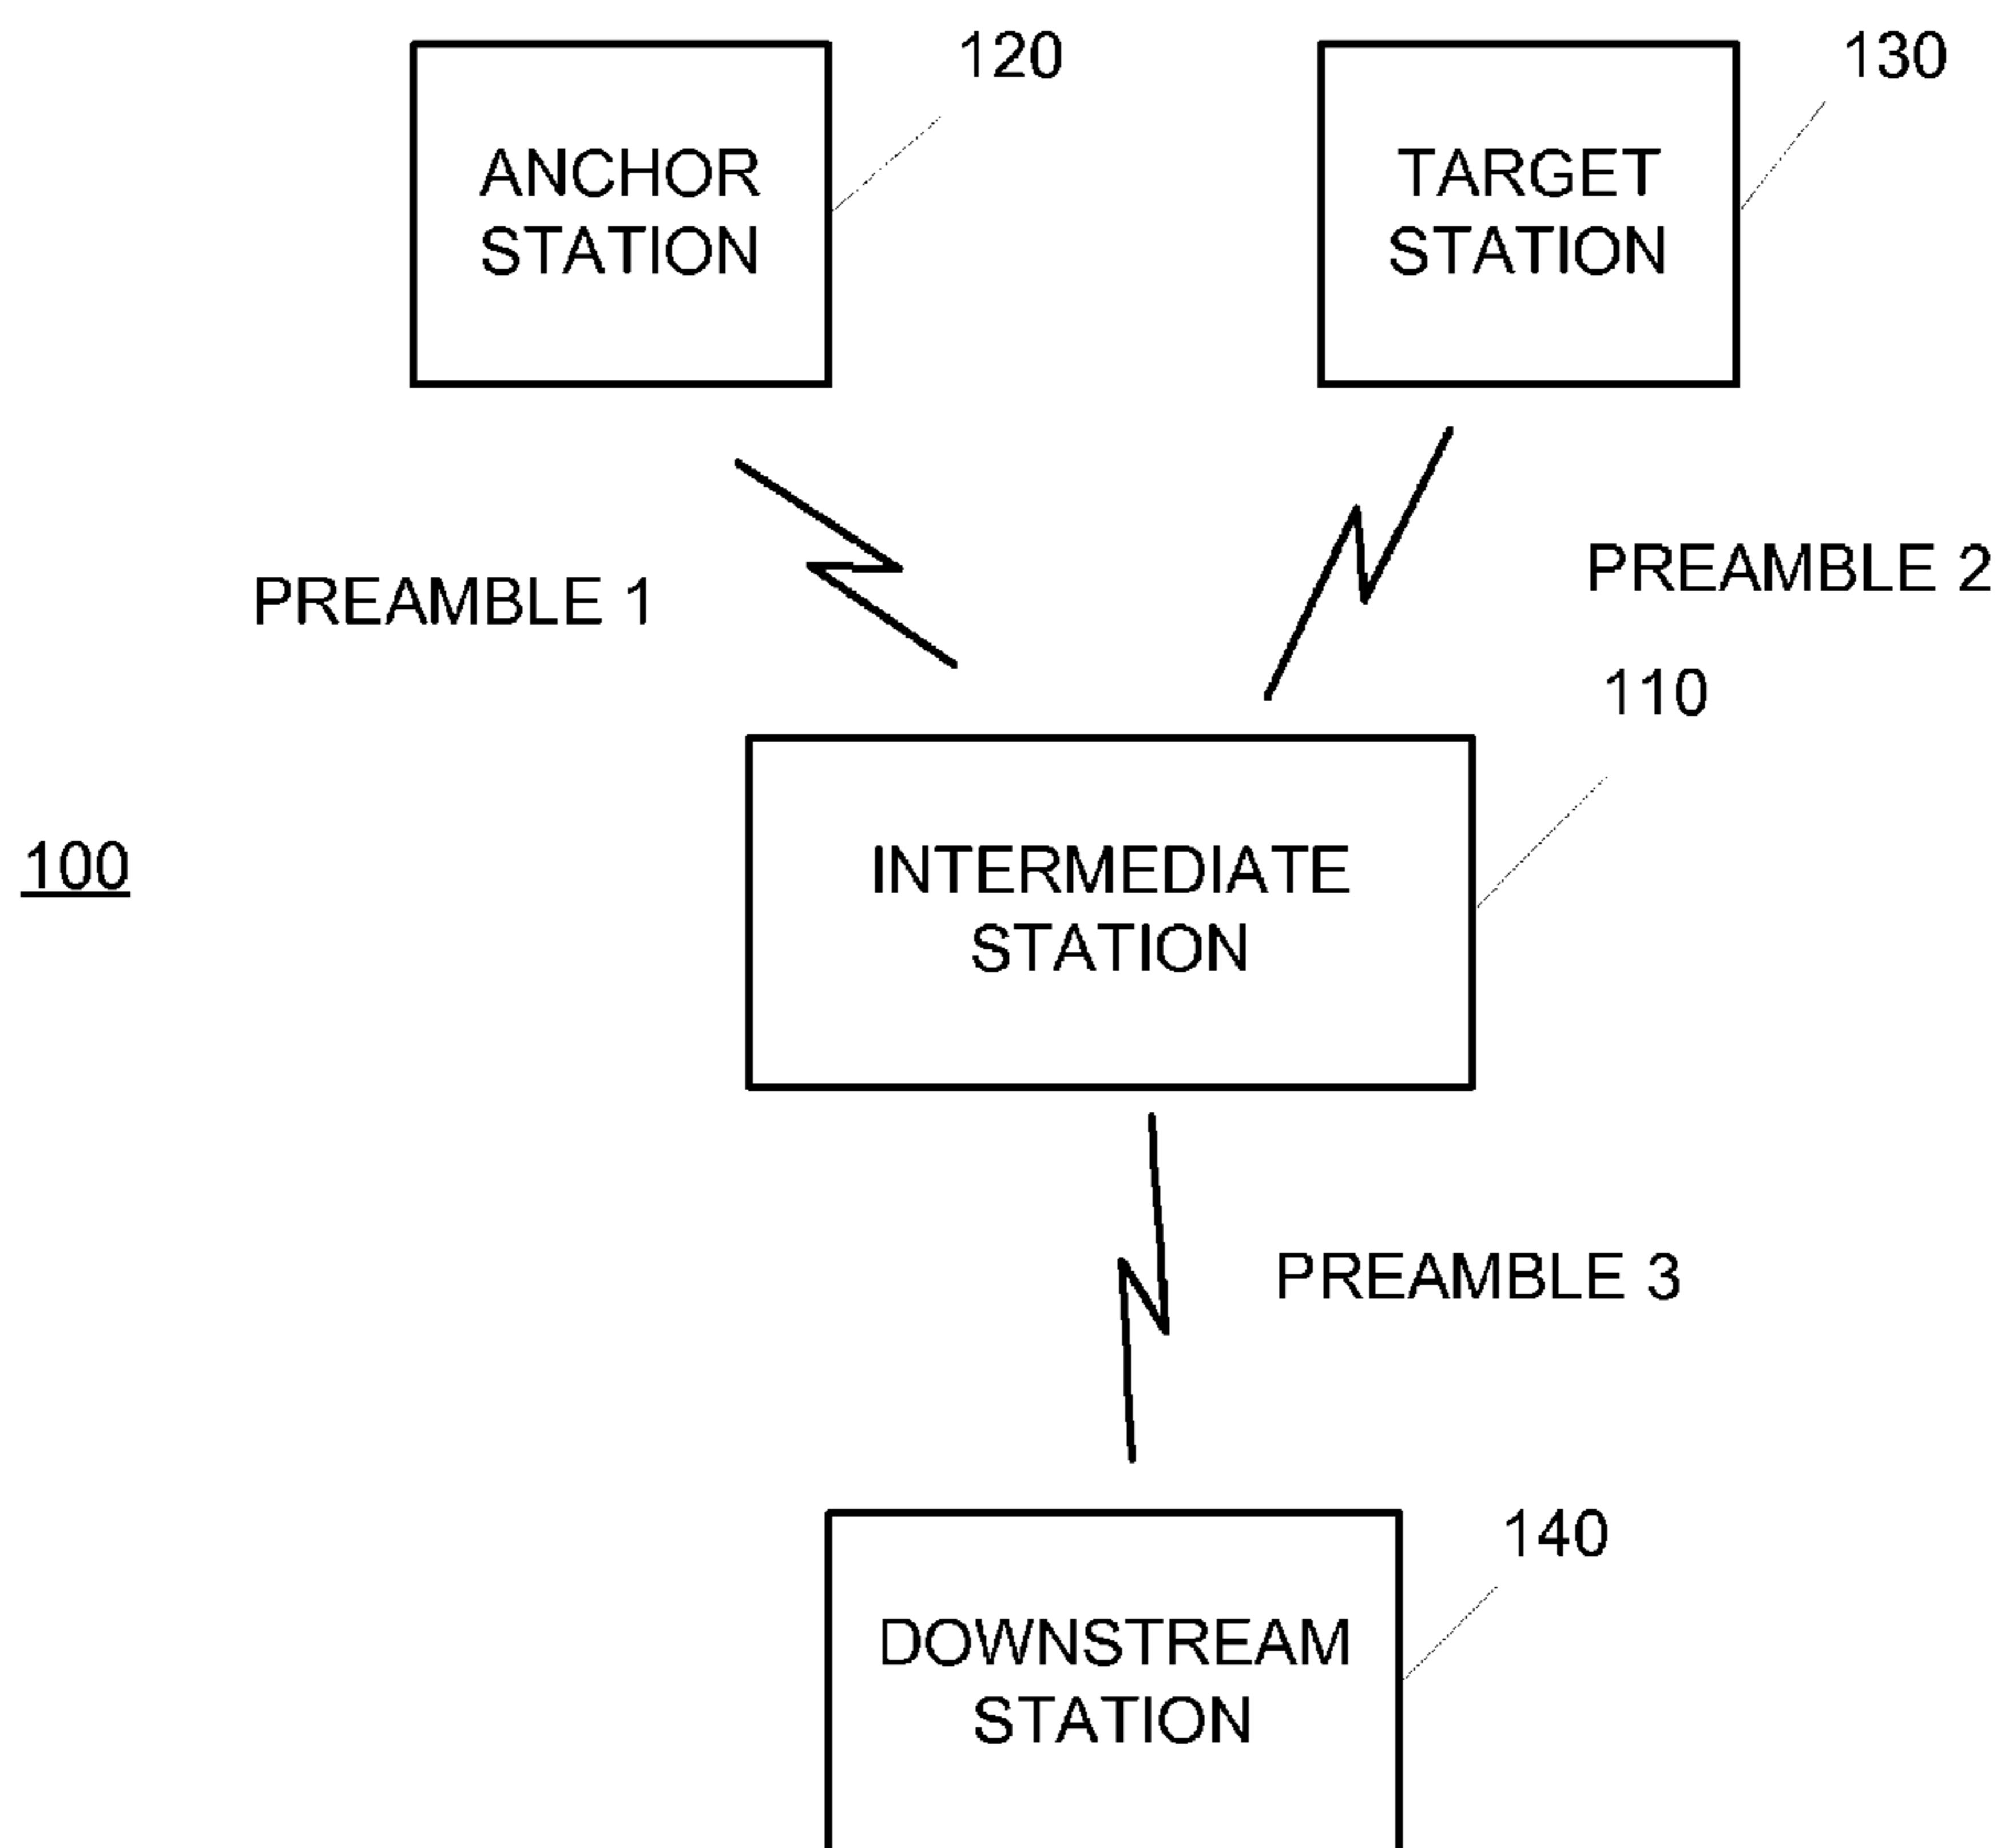 120
130
ANCHOR
STATION
TARGET
STATION
PREAMBLE 1
PREAMBLE 2
110
100
INTERMEDIATE
STATION
PREAMBLE 3
140
DOWNSTREAM
STATION